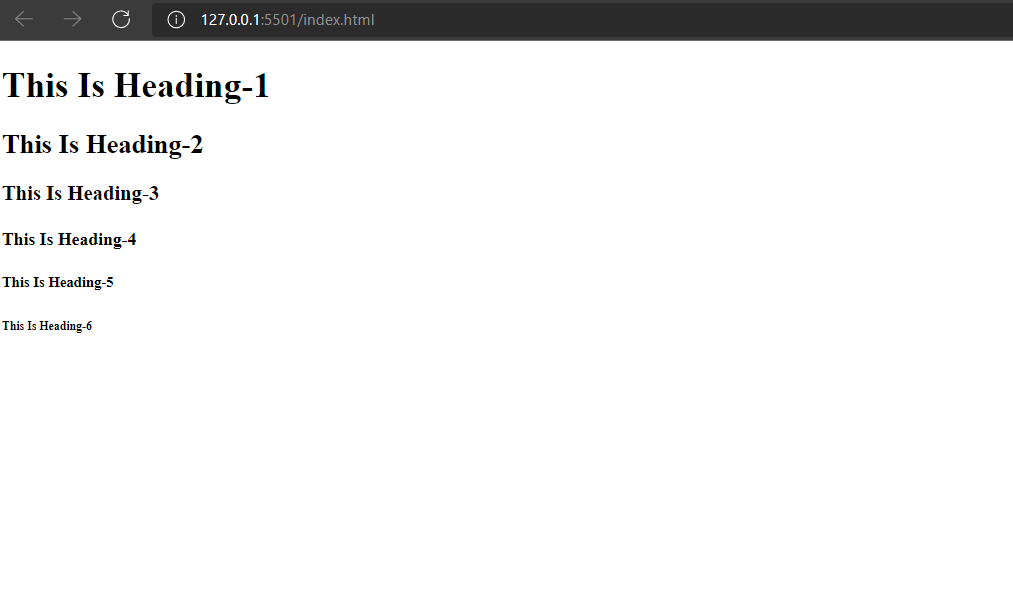 127.0.0.1:5501/index.html
This Is Heading-1
This Is Heading-2
This Is Heading-3
This Is Heading-4
This Is Heading-5
This Is Heading-6